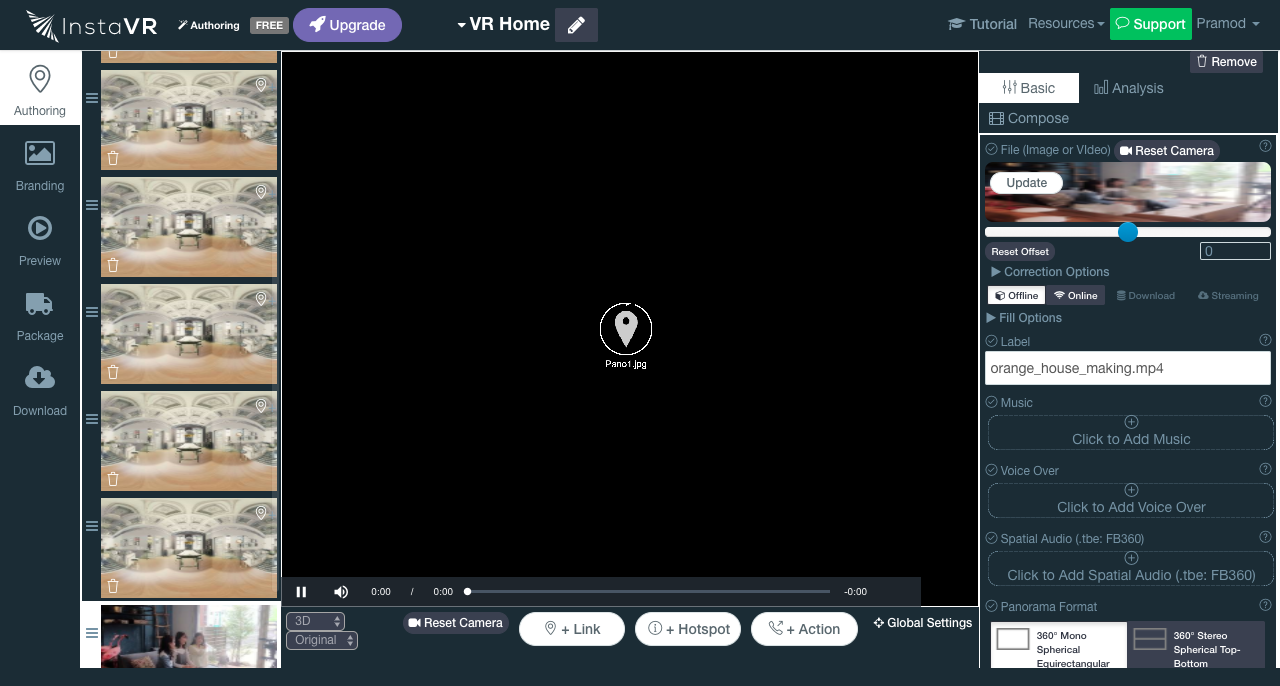 InstaVR
Authoring
FREE
Upgrade
VR Home
Tutorial
Resources
Support
Pramod
Authoring
Branding
Preview
Package
Download
Pano1.jpg
0:00 / 0:00 -0:00
3D
Original
Reset Camera
+ Link
+ Hotspot
+ Action
Global Settings
Remove
Basic
Analysis
Compose
File (Image or VIdeo)
Reset Camera
Update
Reset Offset
0
Correction Options
Offline
Online
Download
Streaming
Fill Options
Label
orange_house_making.mp4
Music
Click to Add Music
Voice Over
Click to Add Voice Over
Spatial Audio (.tbe: FB360)
Click to Add Spatial Audio (.tbe: FB360)
Panorama Format
360° Mono
Spherical
Equirectangular
360° Stereo
Spherical Top-
Bottom